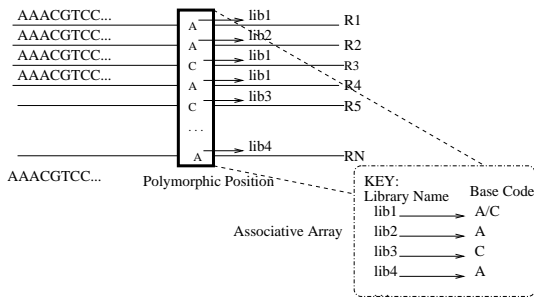 AAACGTCC... A lib1 R1
AAACGTCC... A lib2 R2
AAACGTCC... C lib1 R3
AAACGTCC... A lib1 R4
C lib3 R5
...
A lib4 RN
AAACGTCC...
Polymorphic Position
KEY:
Library Name Base Code
lib1 A/C
lib2 A
Associative Array
lib3 C
lib4 A
...